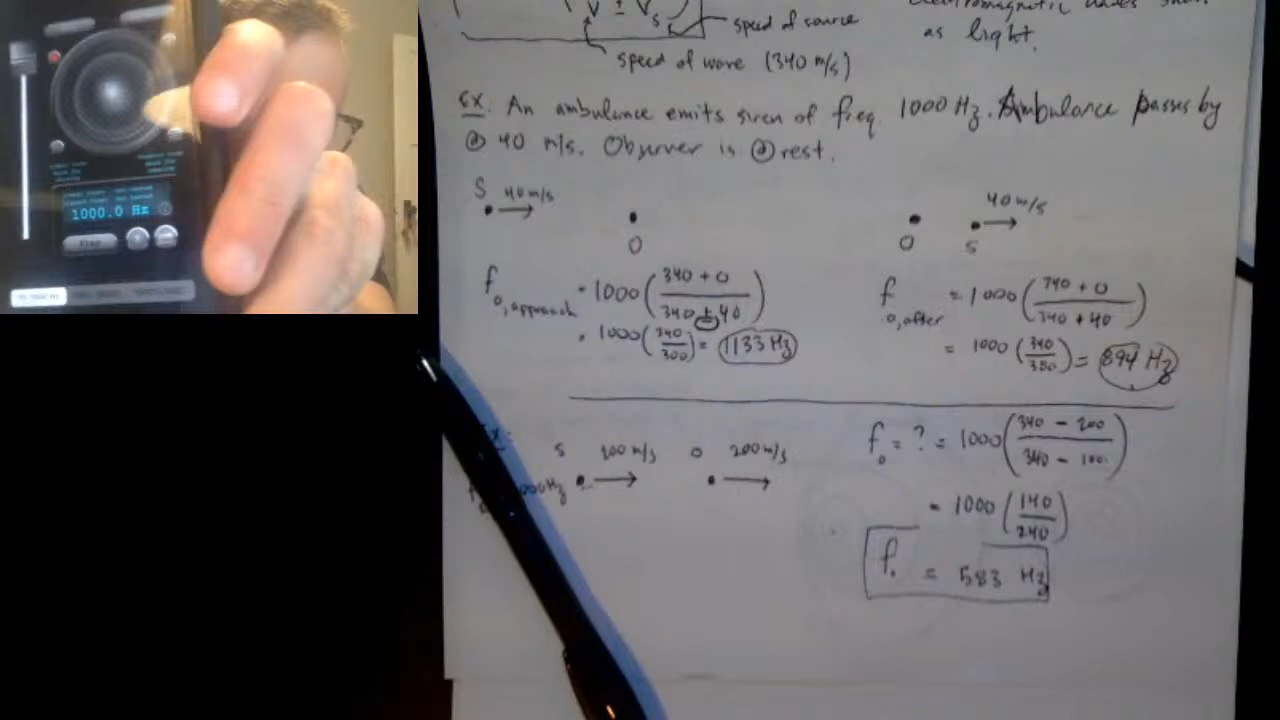 V ± Vs
speed of source
as light.
speed of wave (340 m/s)
Ex. An ambulance emits siren of freq. 1000 Hz. Ambulance passes by
@ 40 m/s. Observer is @ rest.
S 40 m/s
O
40 m/s
O S
f o, approach = 1000 (340 + 0 / 340 - 40)
= 1000 (340/300) = 1133 Hz
f o, after = 1000 (340 + 0 / 340 + 40)
= 1000 (340/380) = 894 Hz
S 100 m/s O 200 m/s
fo = ? = 1000 (340 - 200 / 340 - 100)
= 1000 (140/240)
= 583 Hz
1000.0 Hz